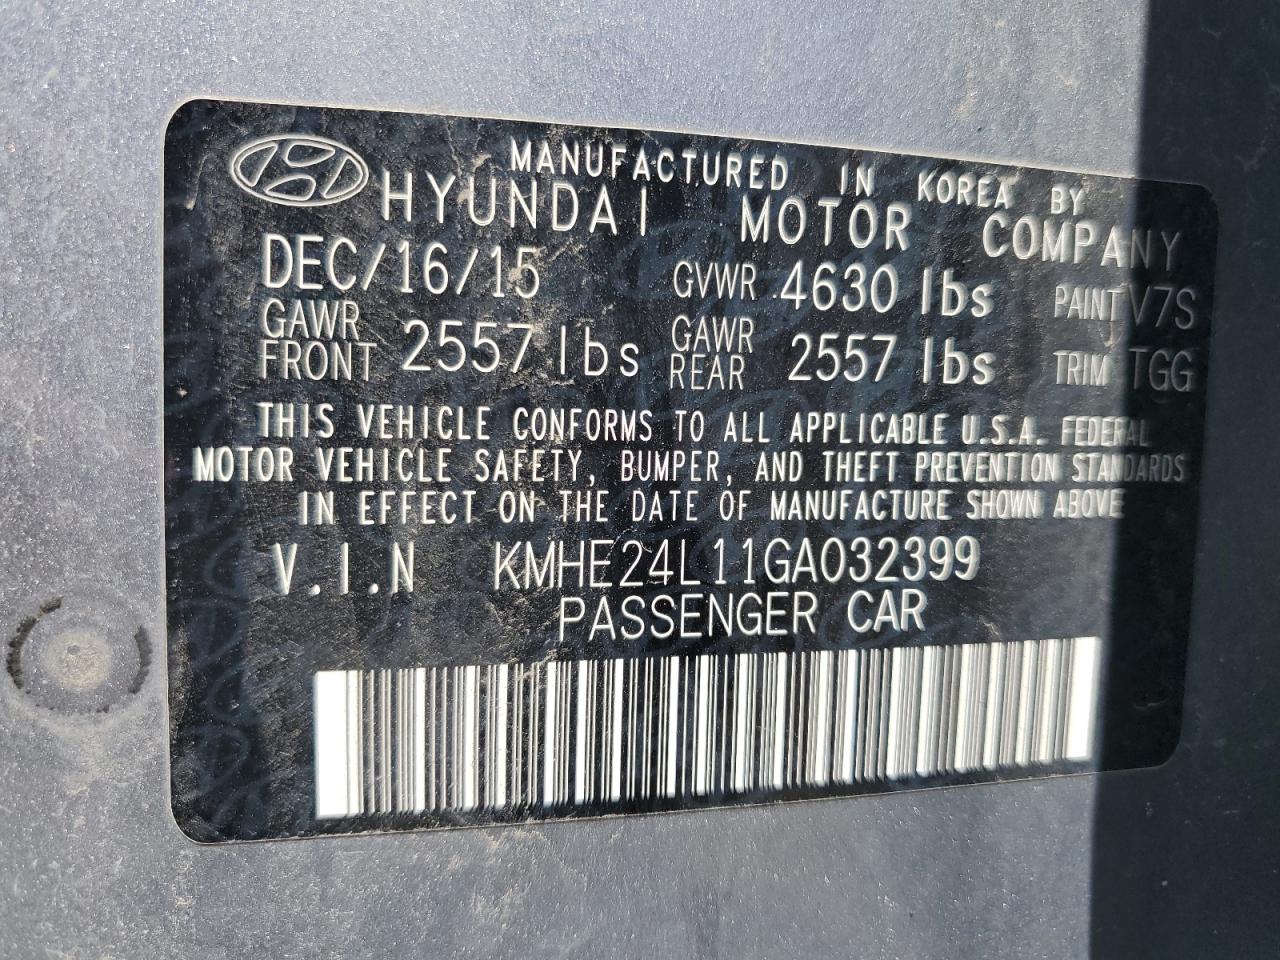 MANUFACTURED IN KOREA BY
HYUNDAI MOTOR COMPANY
DEC/16/15 GVWR 4630 lbs PAINT V7S
GAWR FRONT 2557 lbs GAWR REAR 2557 lbs TRIM TGG
THIS VEHICLE CONFORMS TO ALL APPLICABLE U.S.A. FEDERAL
MOTOR VEHICLE SAFETY, BUMPER, AND THEFT PREVENTION STANDARDS
IN EFFECT ON THE DATE OF MANUFACTURE SHOWN ABOVE
V.I.N KMHE24L11GA032399
PASSENGER CAR